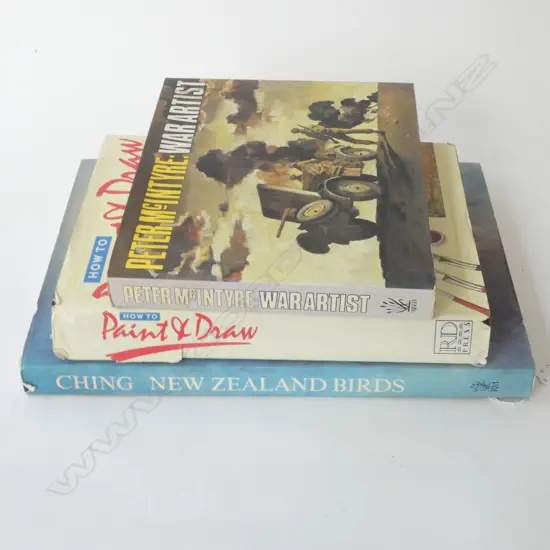 PETER McINTYRE: WAR ARTIST
PETER McINTYRE: WAR ARTIST
HOW TO
& Draw
HOW TO
Paint & Draw
RD
PRESS
CHING NEW ZEALAND BIRDS